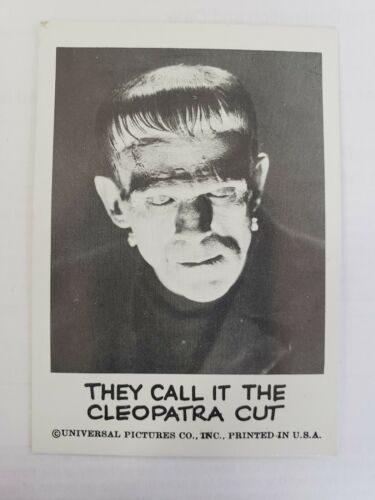 THEY CALL IT THE
CLEOPATRA CUT
©UNIVERSAL PICTURES CO., INC., PRINTED IN U.S.A.